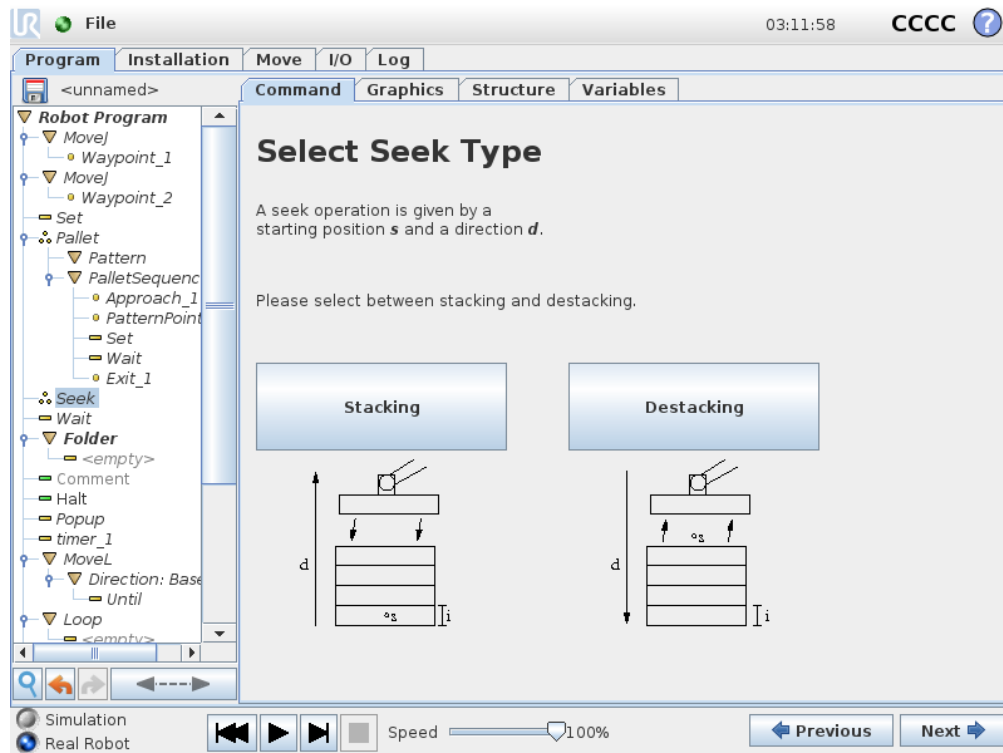 UR File 03:11:58 CCCC ?
Program Installation Move I/O Log
<unnamed>
Command Graphics Structure Variables
Robot Program
MoveJ
Waypoint_1
MoveJ
Waypoint_2
Set
Pallet
Pattern
PalletSequenc
Approach_1
PatternPoint
Set
Wait
Exit_1
Seek
Wait
Folder
<empty>
Comment
Halt
Popup
timer_1
MoveL
Direction: Base
Until
Loop
<empty>
Select Seek Type
A seek operation is given by a
starting position s and a direction d.
Please select between stacking and destacking.
Stacking Destacking
d s i
d s i
Simulation
Real Robot
Speed 100%
Previous Next